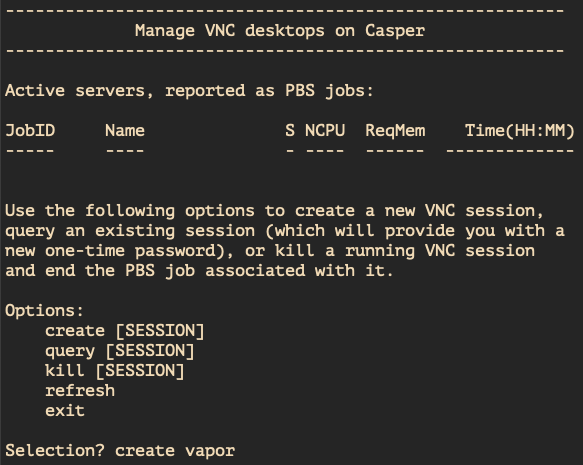 --------------------------------------------------------
Manage VNC desktops on Casper
--------------------------------------------------------
Active servers, reported as PBS jobs:
JobID     Name              S NCPU  ReqMem    Time(HH:MM)
-----     ----              - ----  ------  -------------
Use the following options to create a new VNC session,
query an existing session (which will provide you with a
new one-time password), or kill a running VNC session
and end the PBS job associated with it.
Options:
    create [SESSION]
    query [SESSION]
    kill [SESSION]
    refresh
    exit
Selection? create vapor